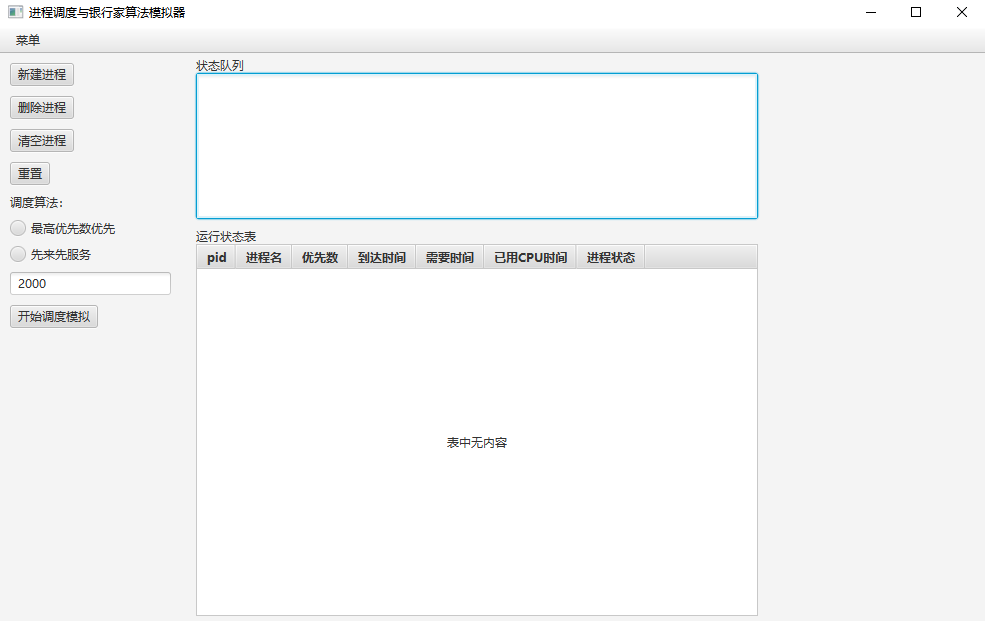 进程调度与银行家算法模拟器
菜单
新建进程
删除进程
清空进程
重置
调度算法：
最高优先数优先
先来先服务
2000
开始调度模拟
状态队列
运行状态表
pid 进程名 优先数 到达时间 需要时间 已用CPU时间 进程状态
表中无内容